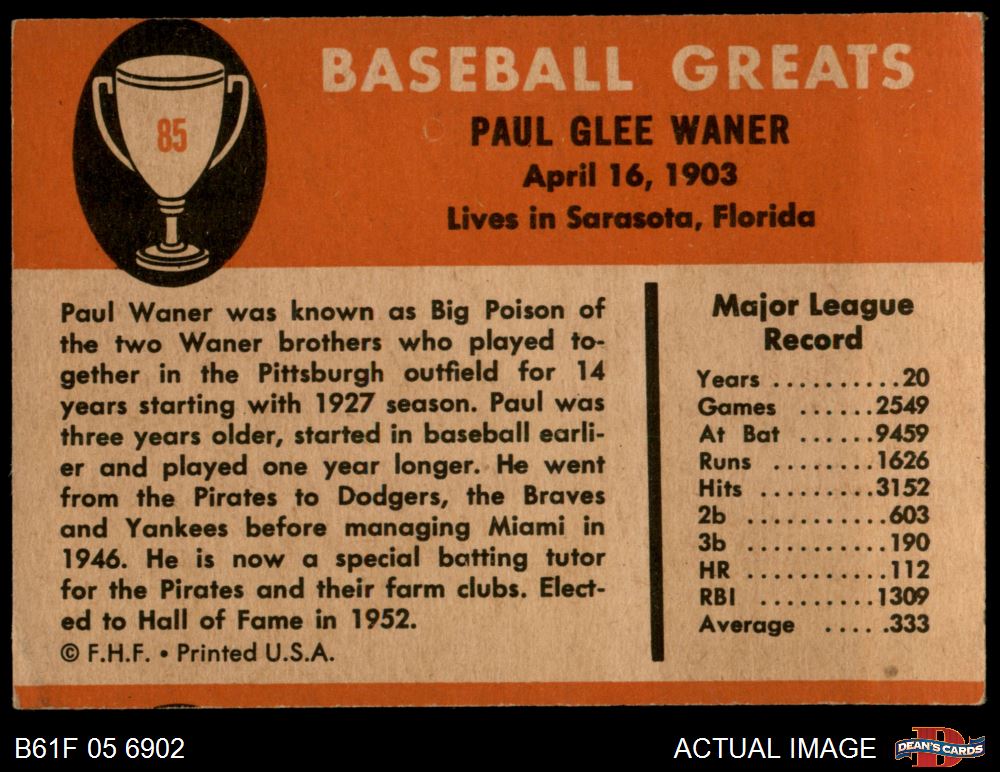 85
BASEBALL GREATS
PAUL GLEE WANER
April 16, 1903
Lives in Sarasota, Florida
Paul Waner was known as Big Poison of
the two Waner brothers who played to-
gether in the Pittsburgh outfield for 14
years starting with 1927 season. Paul was
three years older, started in baseball earli-
er and played one year longer. He went
from the Pirates to Dodgers, the Braves
and Yankees before managing Miami in
1946. He is now a special batting tutor
for the Pirates and their farm clubs. Elect-
ed to Hall of Fame in 1952.
© F.H.F. • Printed U.S.A.
Major League
Record
Years ..........20
Games ......2549
At Bat ......9459
Runs ........1626
Hits .........3152
2b ...........603
3b ...........190
HR ...........112
RBI .........1309
Average .....333
B61F 05 6902
ACTUAL IMAGE
D
DEAN'S CARDS